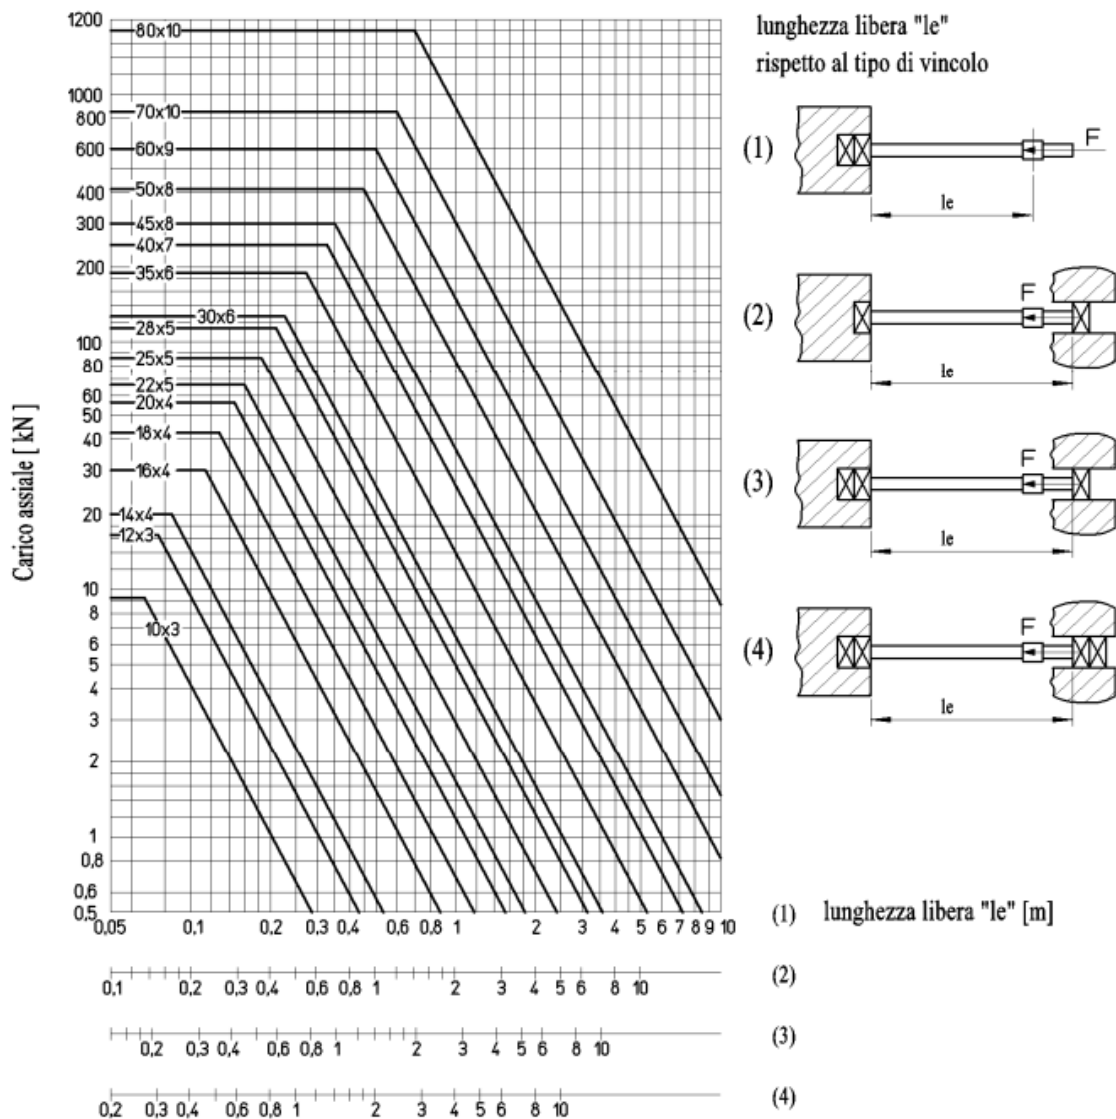 lunghezza libera "le"
rispetto al tipo di vincolo
Carico assiale [ kN ]
1200
1000
800
600
400
300
200
100
80
60
50
40
30
20
10
8
6
5
4
3
2
1
0,8
0,6
0,5
80x10
70x10
60x9
50x8
45x8
40x7
35x6
30x6
28x5
25x5
22x5
20x4
18x4
16x4
14x4
12x3
10x3
(1) F
le
(2) F
le
(3) F
le
(4) F
le
0,05 0,1 0,2 0,3 0,4 0,6 0,8 1 2 3 4 5 6 7 8 9 10 (1) lunghezza libera "le" [m]
0,1 0,2 0,3 0,4 0,6 0,8 1 2 3 4 5 6 8 10 (2)
0,2 0,3 0,4 0,6 0,8 1 2 3 4 5 6 8 10 (3)
0,2 0,3 0,4 0,6 0,8 1 2 3 4 5 6 8 10 (4)